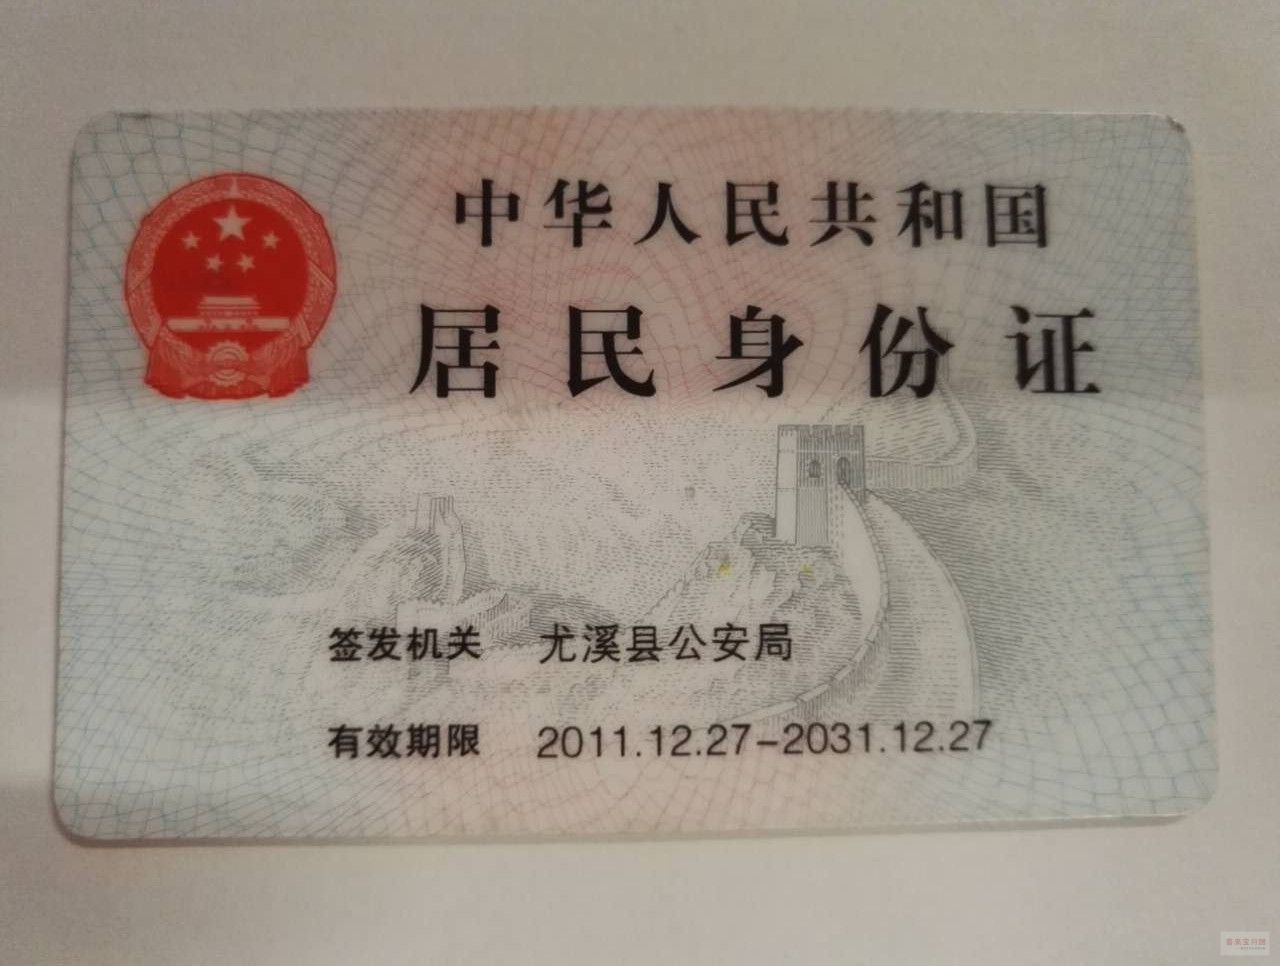 中华人民共和国
居民身份证
签发机关 尤溪县公安局
有效期限 2011.12.27-2031.12.27